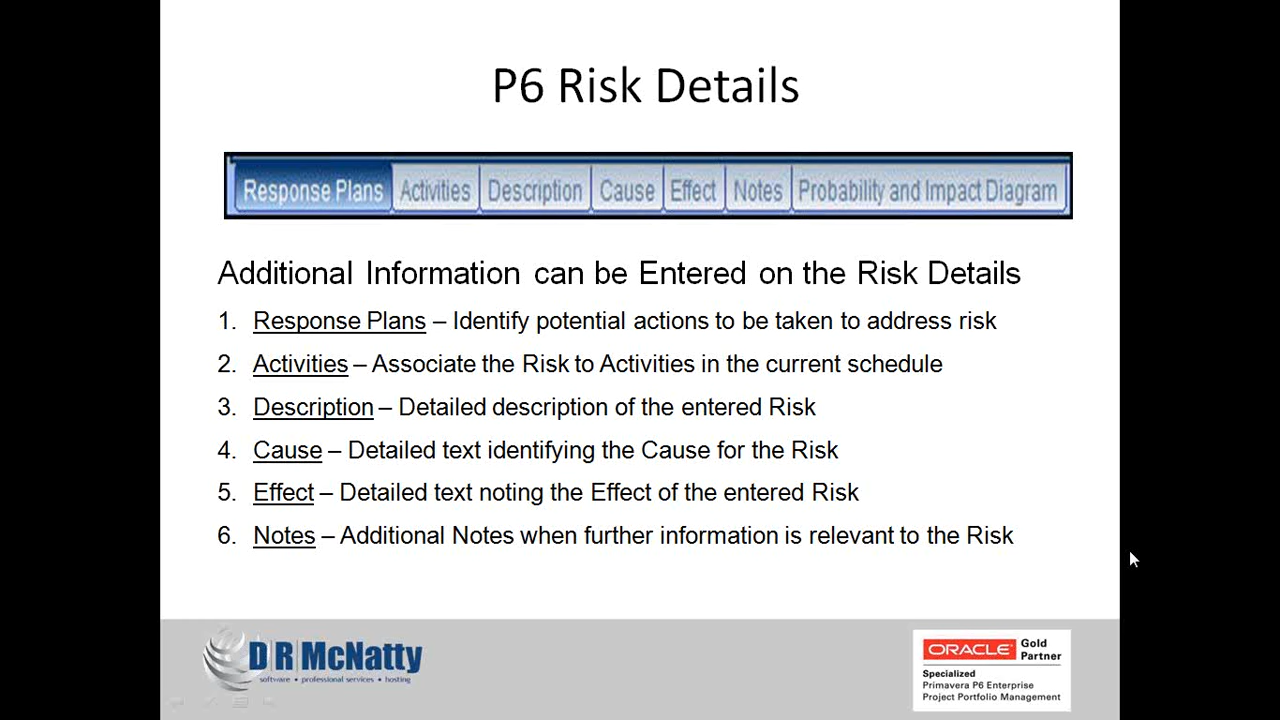 P6 Risk Details
Response Plans Activities Description Cause Effect Notes Probability and Impact Diagram
Additional Information can be Entered on the Risk Details
1. Response Plans – Identify potential actions to be taken to address risk
2. Activities – Associate the Risk to Activities in the current schedule
3. Description – Detailed description of the entered Risk
4. Cause – Detailed text identifying the Cause for the Risk
5. Effect – Detailed text noting the Effect of the entered Risk
6. Notes – Additional Notes when further information is relevant to the Risk
D|R|McNatty
software • professional services • hosting
ORACLE Gold
Partner
Specialized
Primavera P6 Enterprise
Project Portfolio Management